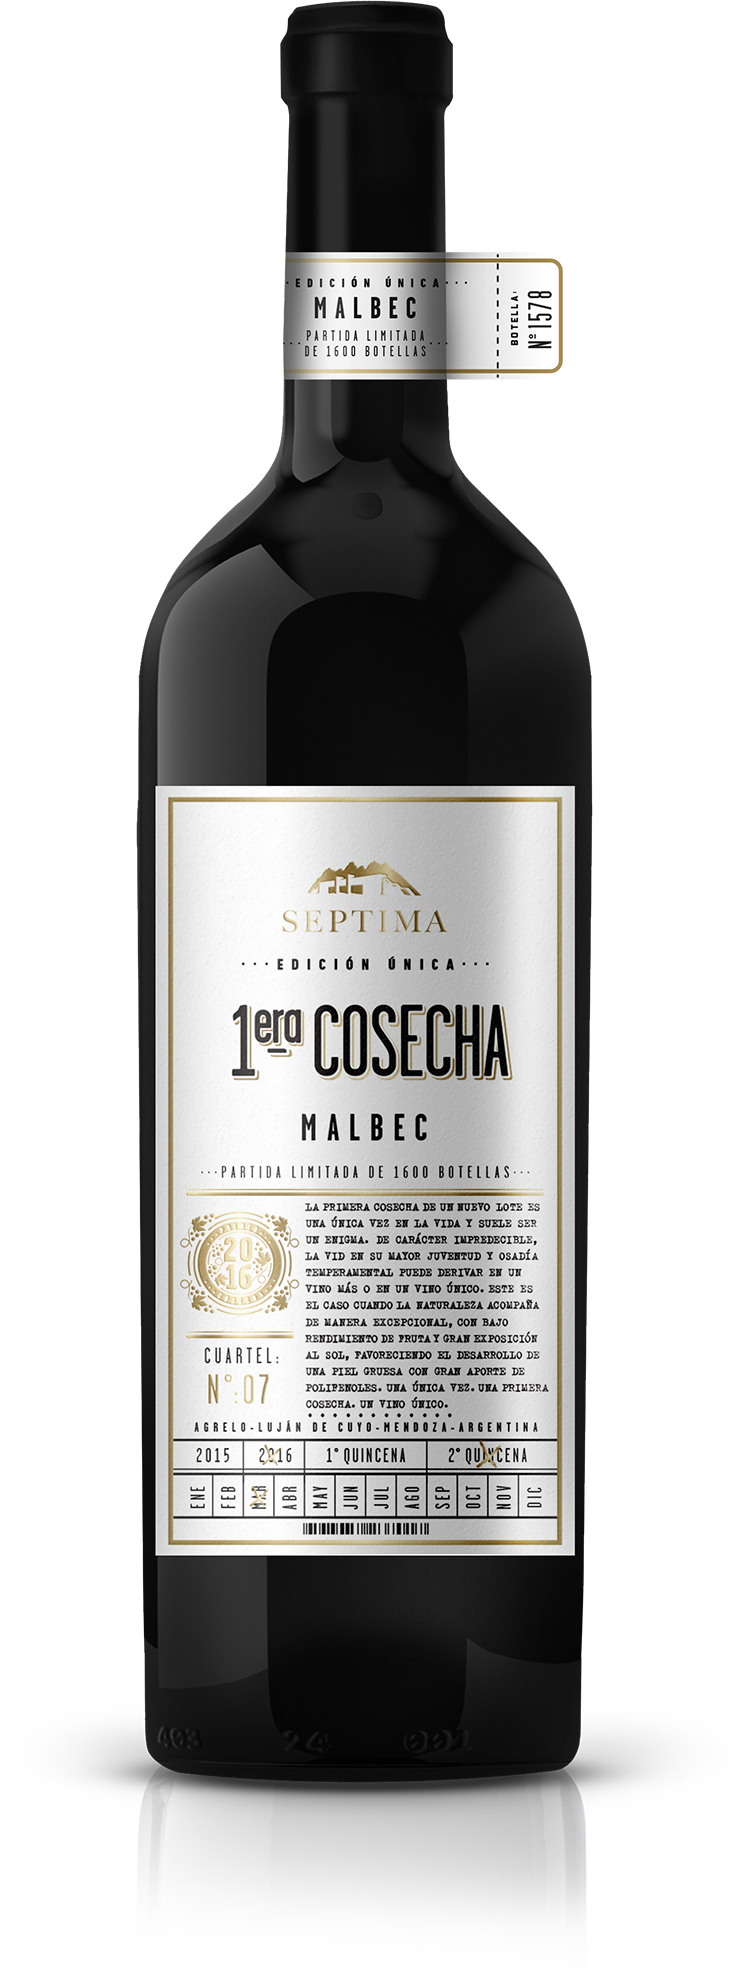 ···EDICIÓN ÚNICA···
MALBEC
PARTIDA LIMITADA
DE 1600 BOTELLAS
BOTELLA:
Nº1578
SEPTIMA
···EDICIÓN ÚNICA···
1era COSECHA
MALBEC
···PARTIDA LIMITADA DE 1600 BOTELLAS···
LA PRIMERA COSECHA DE UN NUEVO LOTE ES
UNA ÚNICA VEZ EN LA VIDA Y SUELE SER
UN ENIGMA. DE CARÁCTER IMPREDECIBLE,
LA VID EN SU MAYOR JUVENTUD Y OSADÍA
TEMPERAMENTAL PUEDE DERIVAR EN UN
VINO MÁS O EN UN VINO ÚNICO. ESTE ES
EL CASO CUANDO LA NATURALEZA ACOMPAÑA
DE MANERA EXCEPCIONAL, CON BAJO
RENDIMIENTO DE FRUTA Y GRAN EXPOSICIÓN
AL SOL, FAVORECIENDO EL DESARROLLO DE
UNA PIEL GRUESA CON GRAN APORTE DE
POLIFENOLES. UNA ÚNICA VEZ. UNA PRIMERA
COSECHA. UN VINO ÚNICO.
2016
CUARTEL:
N°:07
AGRELO-LUJÁN DE CUYO-MENDOZA-ARGENTINA
2015 2016 1° QUINCENA 2° QUINCENA
ENE FEB MAR ABR MAY JUN JUL AGO SEP OCT NOV DIC
403 24 001